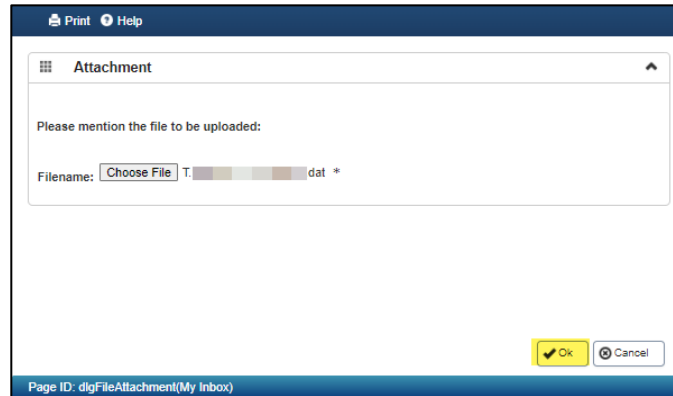 Print Help
Attachment
Please mention the file to be uploaded:
Filename: Choose File T. dat *
Ok Cancel
Page ID: dlgFileAttachment(My Inbox)